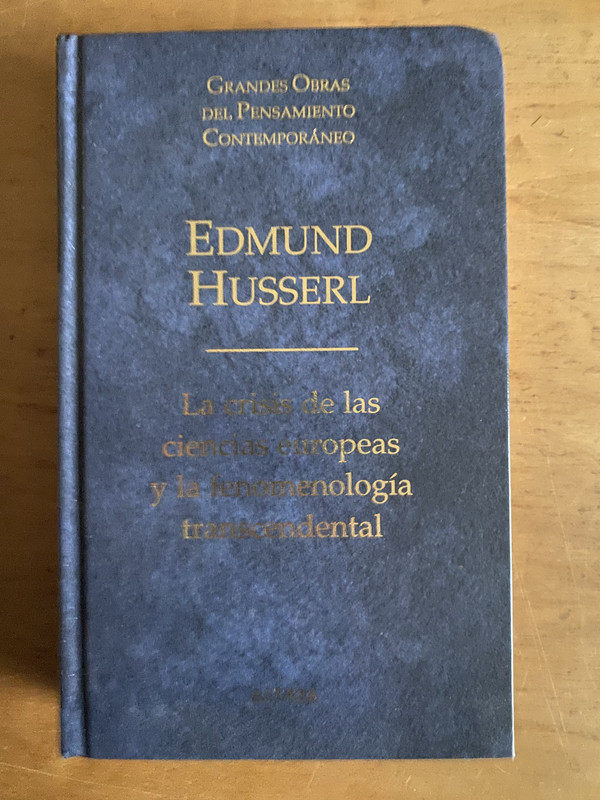 GRANDES OBRAS
DEL PENSAMIENTO
CONTEMPORÁNEO
EDMUND
HUSSERL
La crisis de las
ciencias europeas
y la fenomenología
transcendental